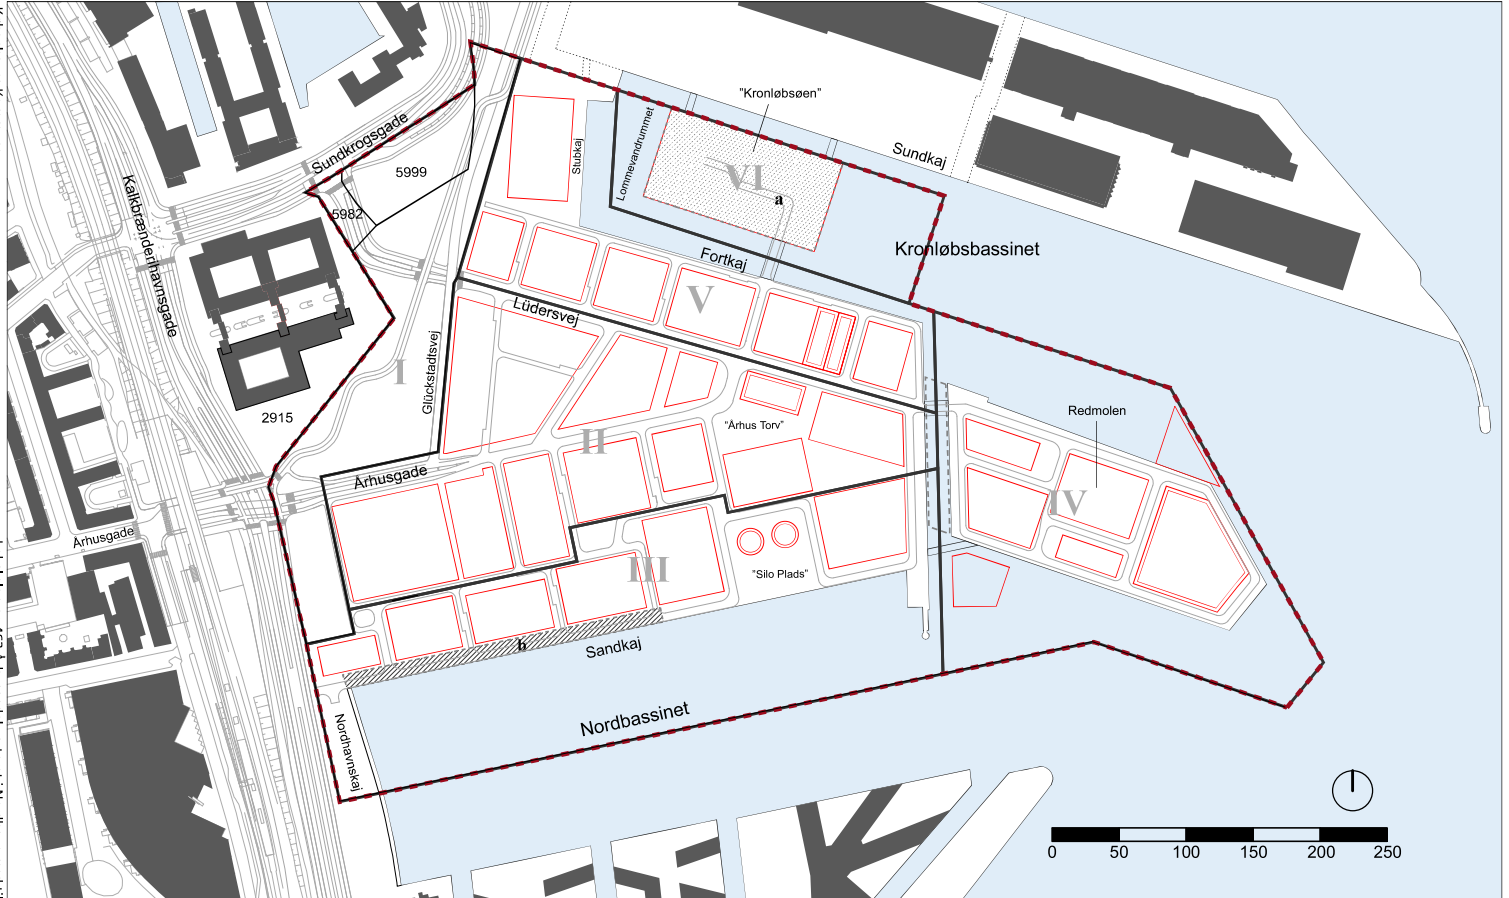 "Kronløbsøen"
Sundkrogsgade
5999
Stubkaj
Lommevandrummet
Sundkaj
VI
a
5982
Kalkbrænderihavnsgade
Kronløbsbassinet
Fortkaj
V
Lüdersvej
Glückstadtsvej
I
2915
Redmolen
"Århus Torv"
II
IV
Århusgade
Århusgade
"Silo Plads"
III
b
Sandkaj
Nordbassinet
Nordhavnskaj
0 50 100 150 200 250